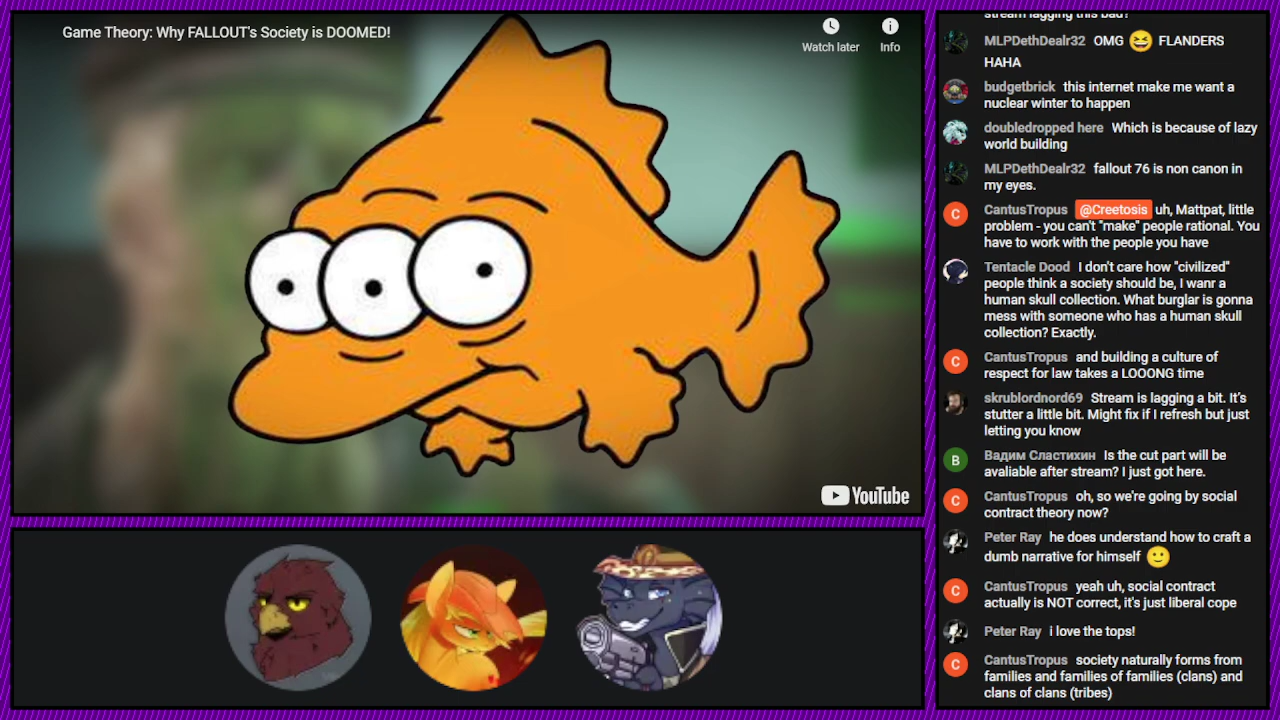 Game Theory: Why FALLOUT's Society is DOOMED!
Watch later
Info
YouTube
stream lagging this bad?
MLPDethDealr32 OMG 😆 FLANDERS
HAHA
budgetbrick this internet make me want a
nuclear winter to happen
doubledropped here Which is because of lazy
world building
MLPDethDealr32 fallout 76 is non canon in
my eyes.
C
CantusTropus @Creetosis uh, Mattpat, little
problem - you can't "make" people rational. You
have to work with the people you have
Tentacle Dood I don't care how "civilized"
people think a society should be, I wanr a
human skull collection. What burglar is gonna
mess with someone who has a human skull
collection? Exactly.
C
CantusTropus and building a culture of
respect for law takes a LOOONG time
skrublordnord69 Stream is lagging a bit. It's
stutter a little bit. Might fix if I refresh but just
letting you know
В
Вадим Сластихин Is the cut part will be
avaliable after stream? I just got here.
C
CantusTropus oh, so we're going by social
contract theory now?
Peter Ray he does understand how to craft a
dumb narrative for himself 🙂
C
CantusTropus yeah uh, social contract
actually is NOT correct, it's just liberal cope
Peter Ray i love the tops!
C
CantusTropus society naturally forms from
families and families of families (clans) and
clans of clans (tribes)